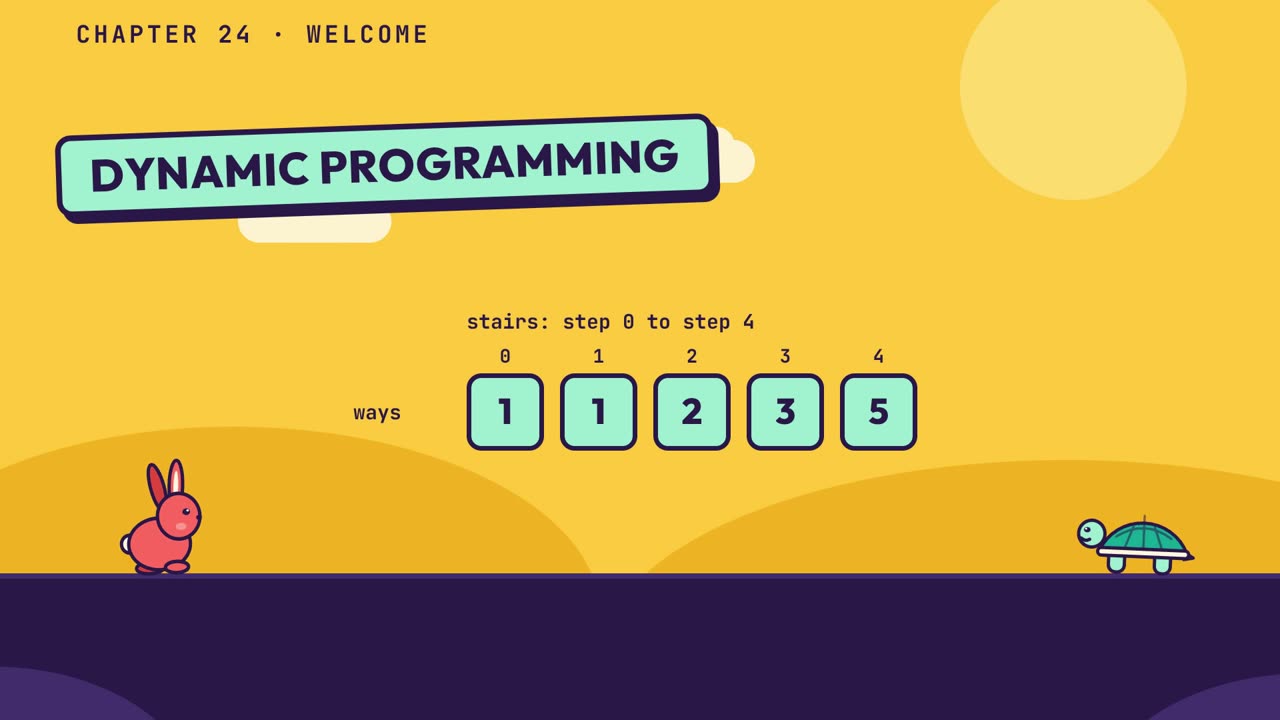 CHAPTER 24 · WELCOME
DYNAMIC PROGRAMMING
stairs: step 0 to step 4
0 1 2 3 4
ways 1 1 2 3 5